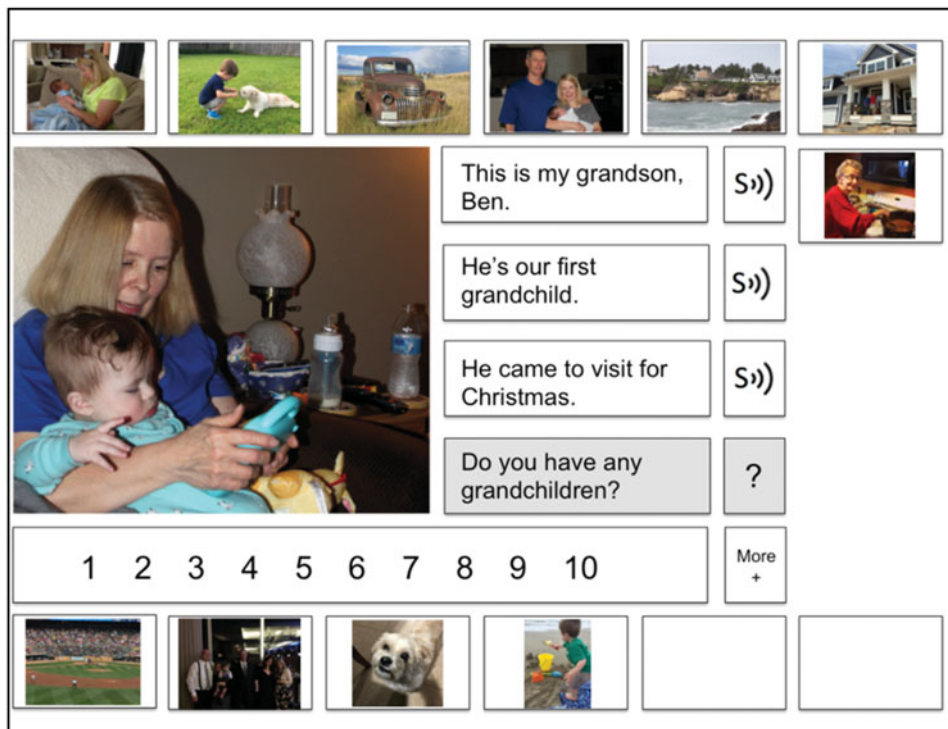 This is my grandson,
Ben.
S
He's our first
grandchild.
S
He came to visit for
Christmas.
S
Do you have any
grandchildren?
?
1 2 3 4 5 6 7 8 9 10
More
+